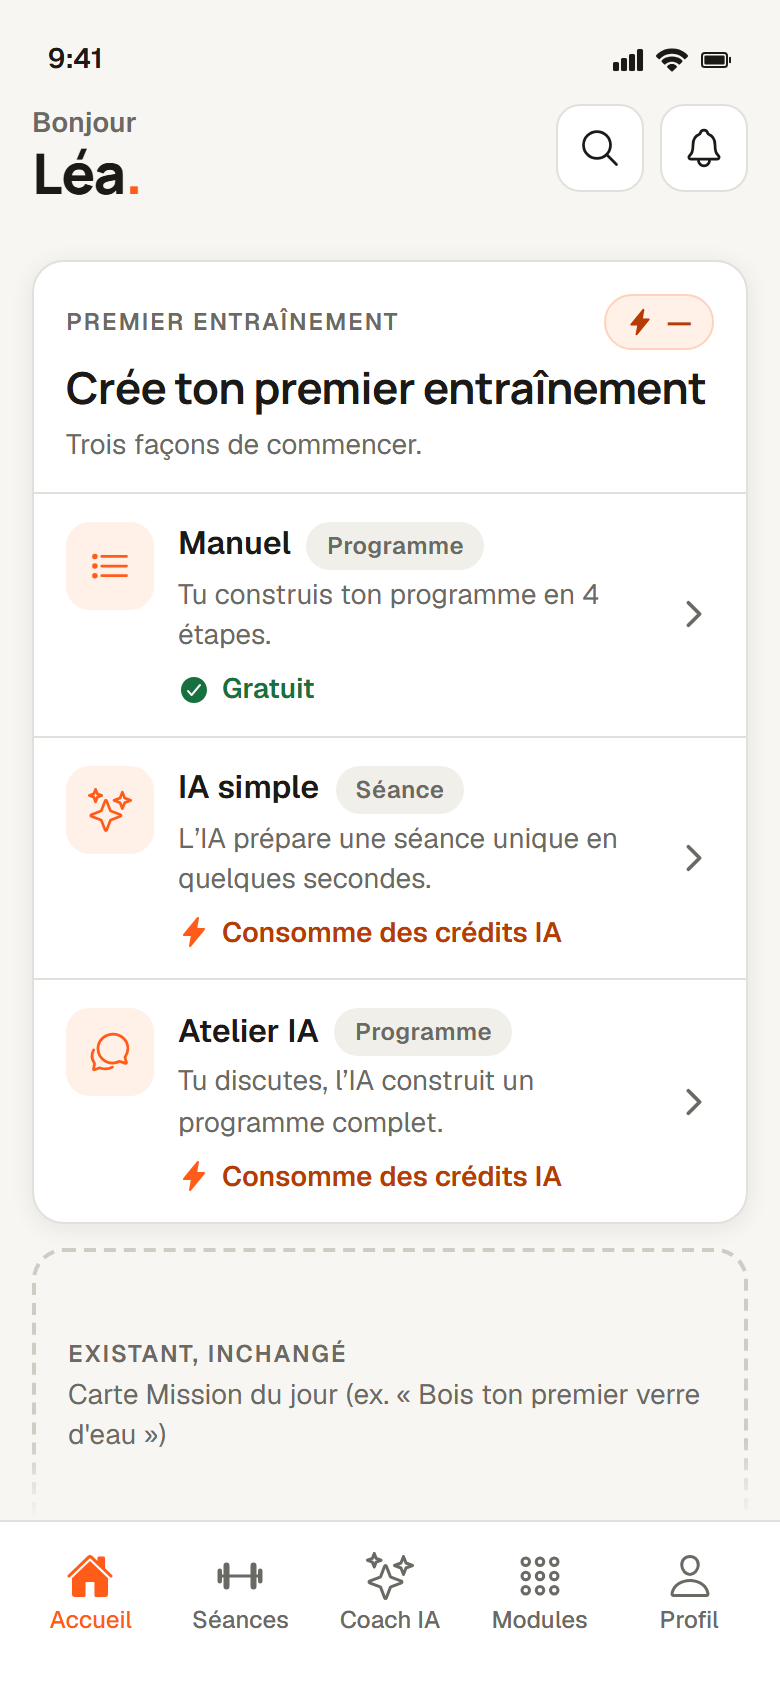 9:41
Bonjour
Léa.
PREMIER ENTRAÎNEMENT
—
Crée ton premier entraînement
Trois façons de commencer.
Manuel
Programme
Tu construis ton programme en 4
étapes.
Gratuit
IA simple
Séance
L’IA prépare une séance unique en
quelques secondes.
Consomme des crédits IA
Atelier IA
Programme
Tu discutes, l’IA construit un
programme complet.
Consomme des crédits IA
EXISTANT, INCHANGÉ
Carte Mission du jour (ex. « Bois ton premier verre
d'eau »)
Accueil
Séances
Coach IA
Modules
Profil